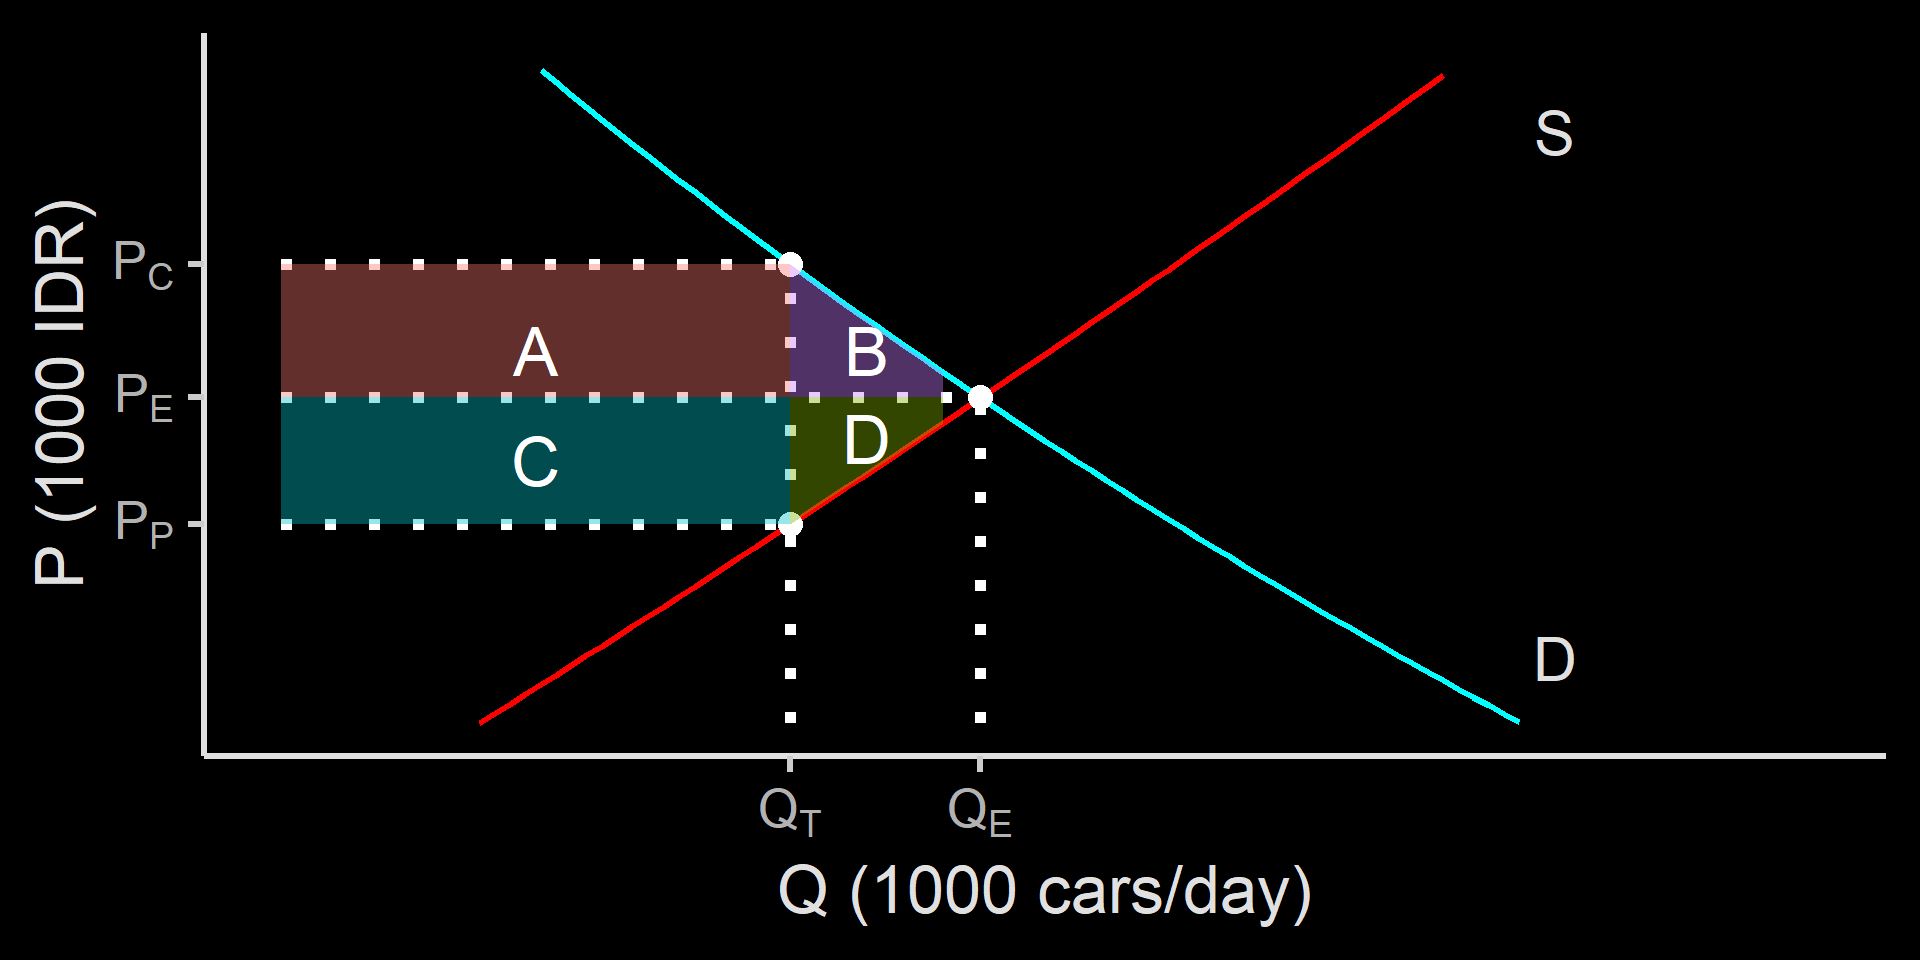 S
P (1000 IDR)
P_C
A
B
P_E
C
D
P_P
D
Q_T
Q_E
Q (1000 cars/day)